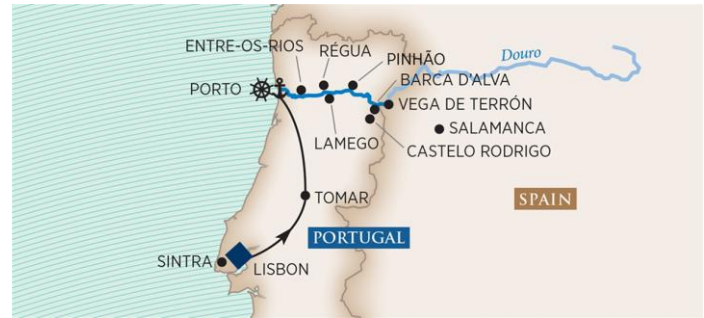 ENTRE-OS-RIOS
RÉGUA
PINHÃO
Douro
PORTO
BARCA D'ALVA
VEGA DE TERRÓN
SALAMANCA
LAMEGO
CASTELO RODRIGO
TOMAR
SPAIN
PORTUGAL
SINTRA
LISBON